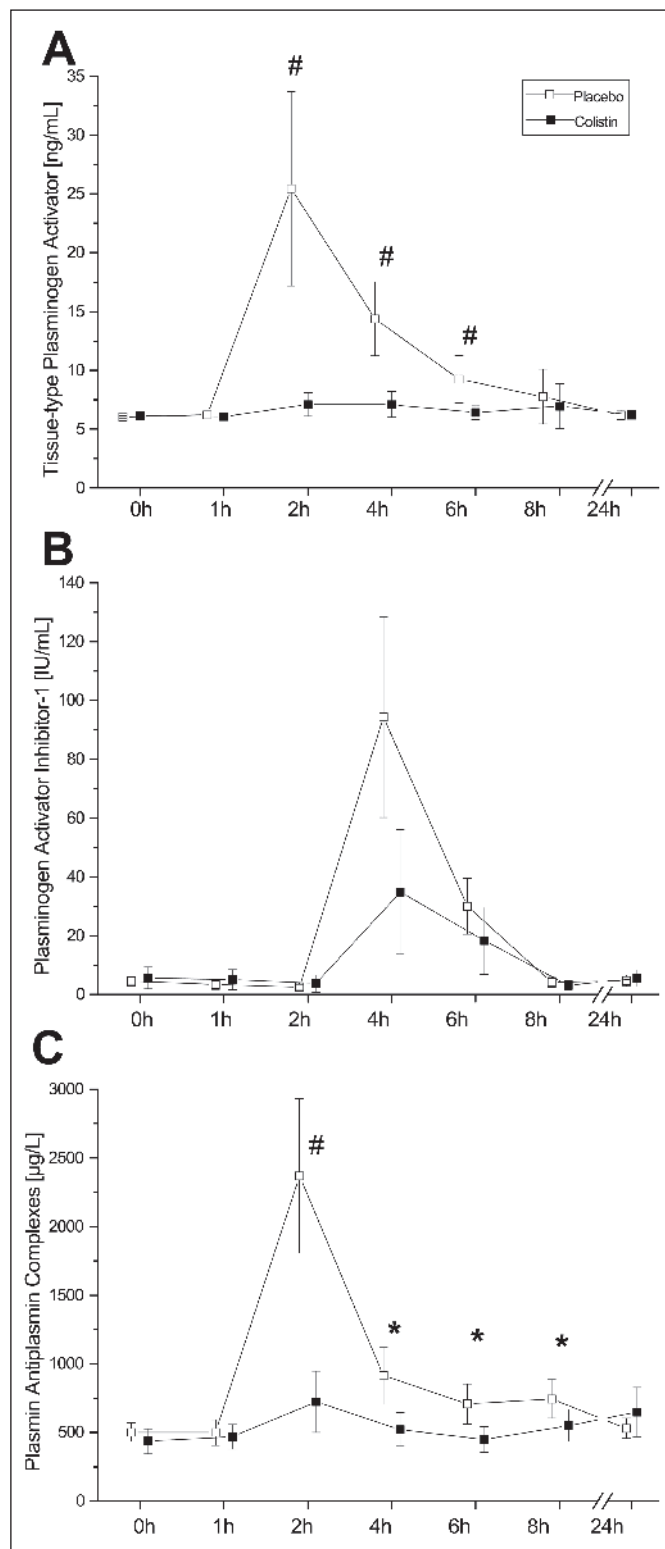 A
#
35
Placebo
Colistin
30
25
20
15
10
5
0
#
#
Tissue-type Plasminogen Activator [ng/mL]
0h 1h 2h 4h 6h 8h 24h
B
140
120
100
80
60
40
20
0
Plasminogen Activator Inhibitor-1 [IU/mL]
0h 1h 2h 4h 6h 8h 24h
C
3000
2500
2000
1500
1000
500
0
#
* * *
Plasmin Antiplasmin Complexes [µg/L]
0h 1h 2h 4h 6h 8h 24h